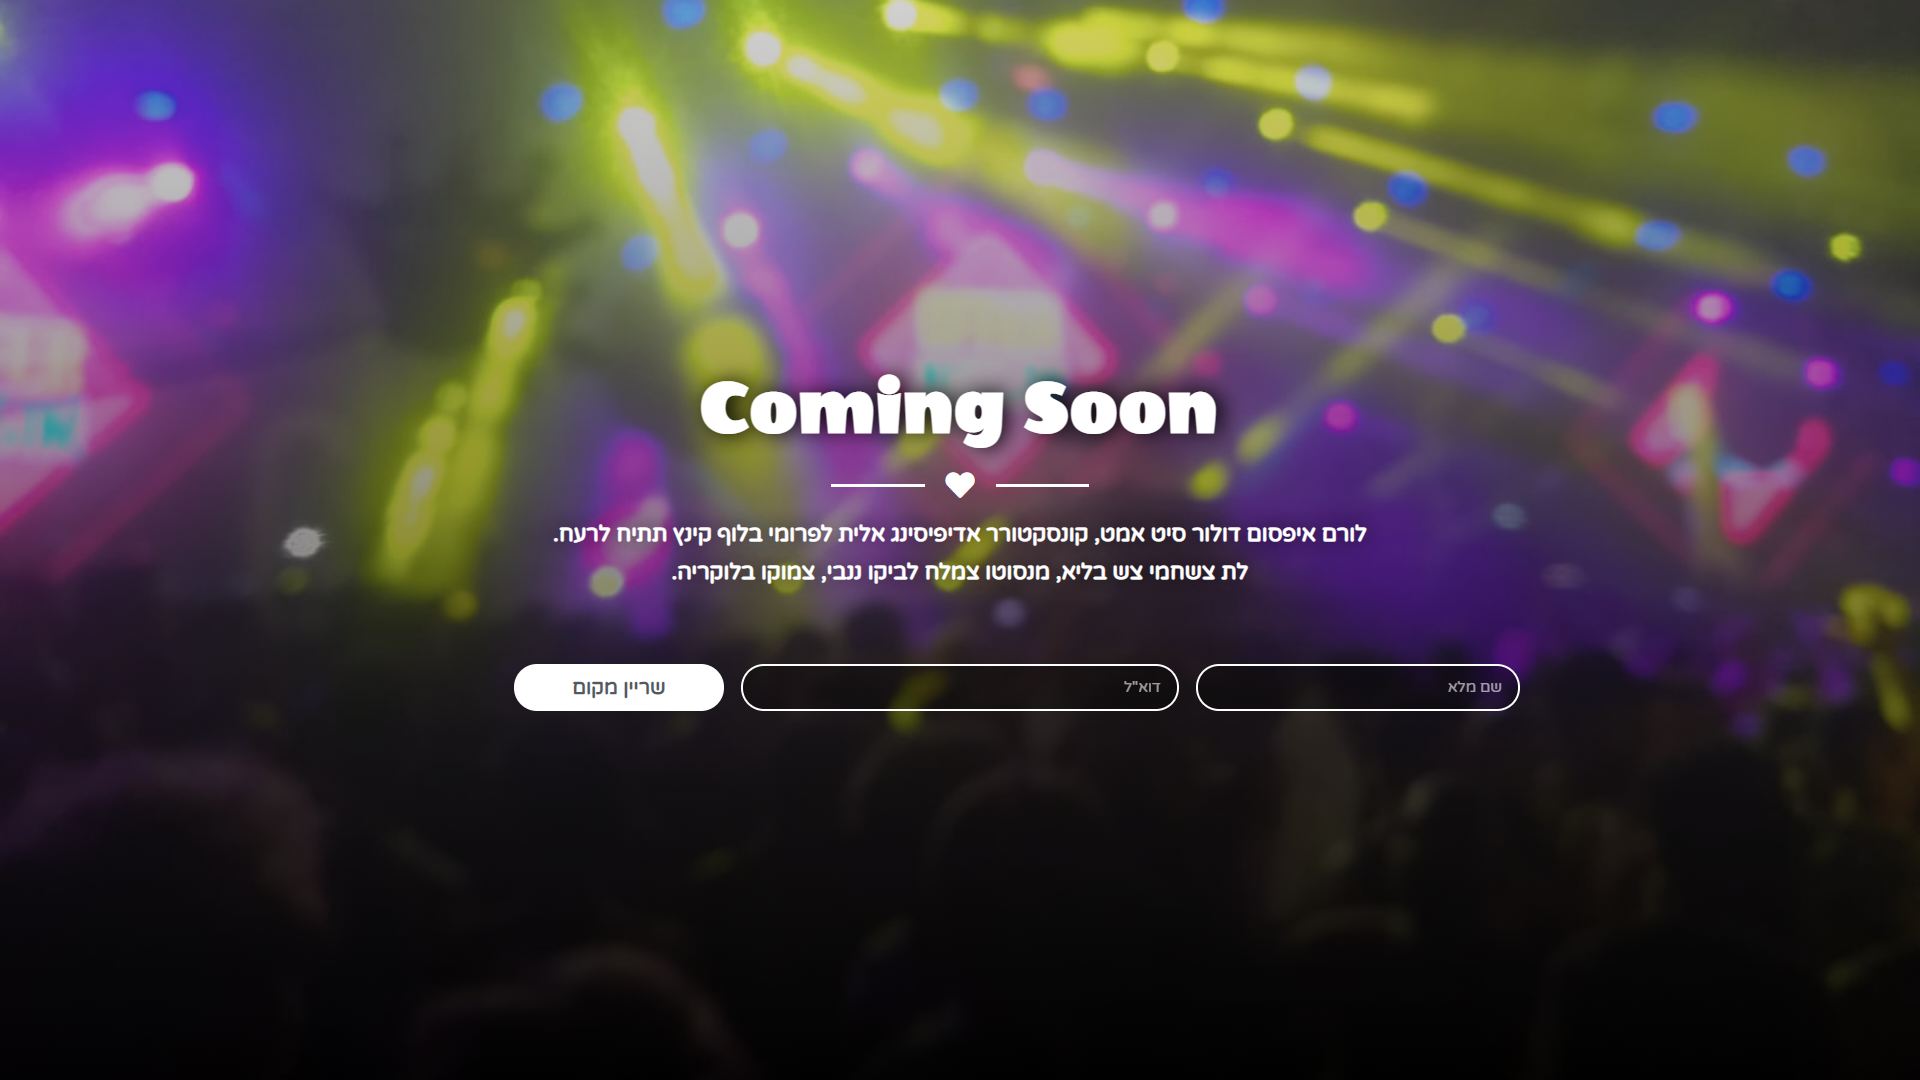 Coming Soon
לורם איפסום דולור סיט אמט, קונסקטורר אדיפיסינג אלית לפרומי בלוף קינץ תתיח לרעח.
לת צשחמי צש בליא, מנסוטו צמלח לביקו ננבי, צמוקו בלוקריה.
שם מלא
דוא"ל
שריין מקום